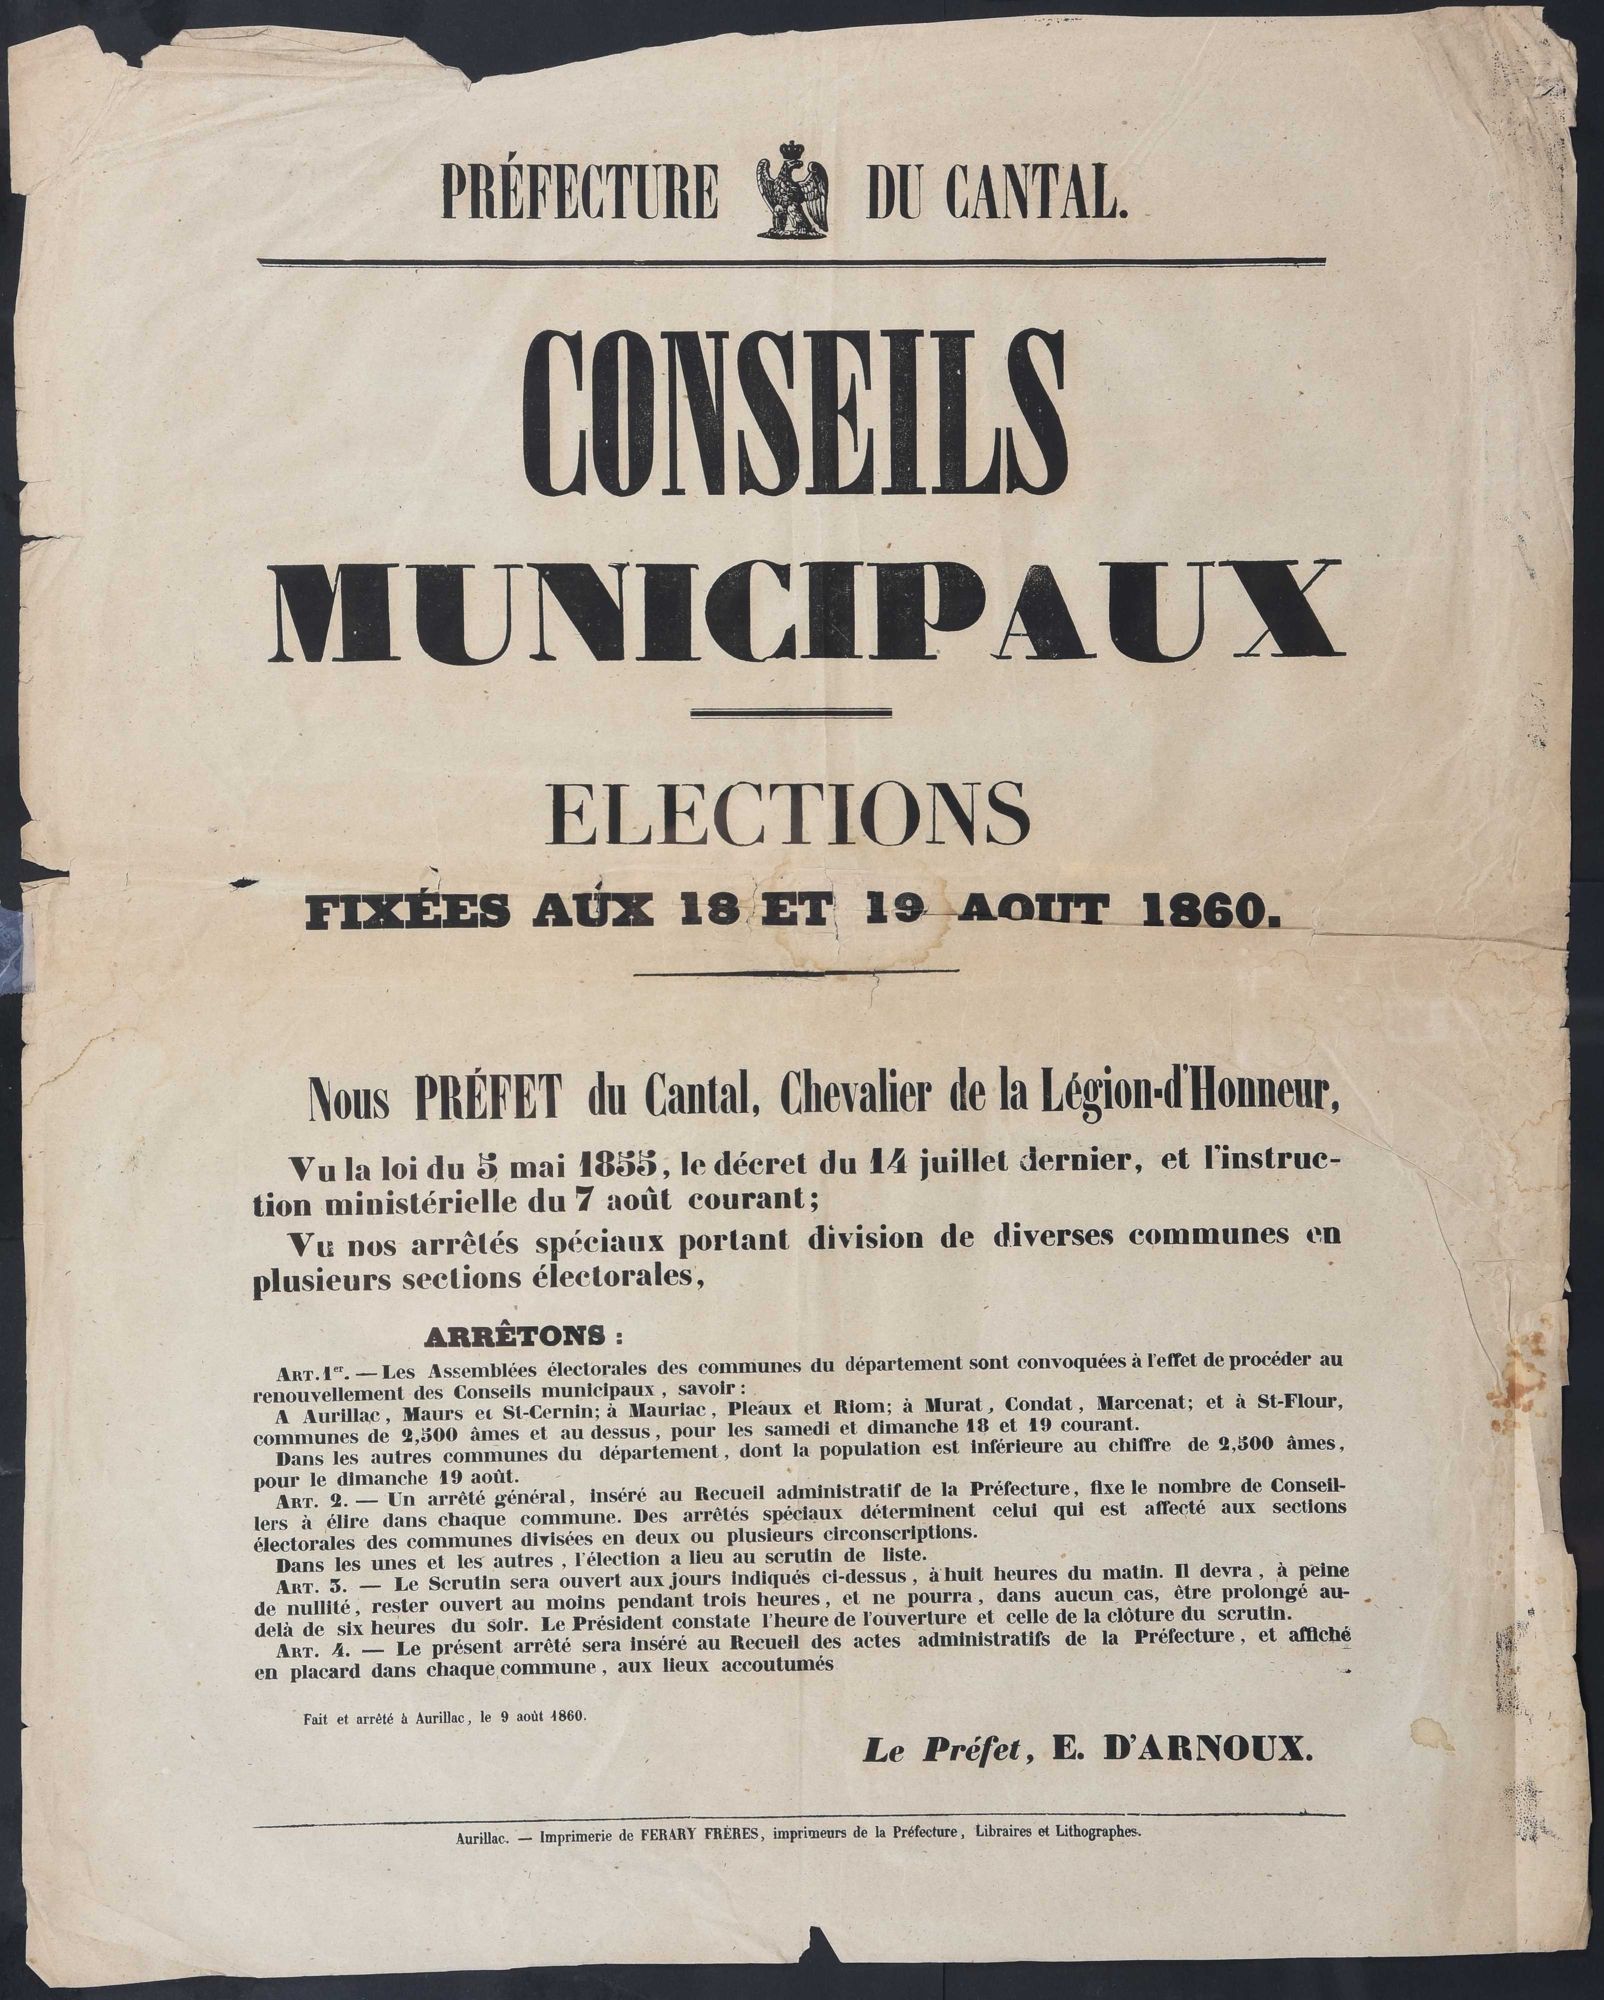 PRÉFECTURE DU CANTAL.
CONSEILS
MUNICIPAUX
ELECTIONS
FIXÉES AUX 18 ET 19 AOUT 1860.
Nous PRÉFET du Cantal, Chevalier de la Légion-d'Honneur,
Vu la loi du 5 mai 1855, le décret du 14 juillet dernier, et l'instruc-
tion ministérielle du 7 août courant;
Vu nos arrêtés spéciaux portant division de diverses communes en
plusieurs sections électorales,
ARRÊTONS :
ART. 1er. — Les Assemblées électorales des communes du département sont convoquées à l'effet de procéder au
renouvellement des Conseils municipaux, savoir :
A Aurillac, Maurs et St-Cernin; à Mauriac, Pleaux et Riom; à Murat, Condat, Marcenat; et à St-Flour,
communes de 2,500 âmes et au dessus, pour les samedi et dimanche 18 et 19 courant.
Dans les autres communes du département, dont la population est inférieure au chiffre de 2,500 âmes,
pour le dimanche 19 août.
ART. 2. — Un arrêté général, inséré au Recueil administratif de la Préfecture, fixe le nombre de Conseil-
lers à élire dans chaque commune. Des arrêtés spéciaux déterminent celui qui est affecté aux sections
électorales des communes divisées en deux ou plusieurs circonscriptions.
Dans les unes et les autres, l'élection a lieu au scrutin de liste.
ART. 3. — Le Scrutin sera ouvert aux jours indiqués ci-dessus, à huit heures du matin. Il devra, à peine
de nullité, rester ouvert au moins pendant trois heures, et ne pourra, dans aucun cas, être prolongé au-
delà de six heures du soir. Le Président constate l'heure de l'ouverture et celle de la clôture du scrutin.
ART. 4. — Le présent arrêté sera inséré au Recueil des actes administratifs de la Préfecture, et affiché
en placard dans chaque commune, aux lieux accoutumés
Fait et arrêté à Aurillac, le 9 août 1860.
Le Préfet, E. D'ARNOUX.
Aurillac. — Imprimerie de FERARY FRÈRES, imprimeurs de la Préfecture, Libraires et Lithographes.